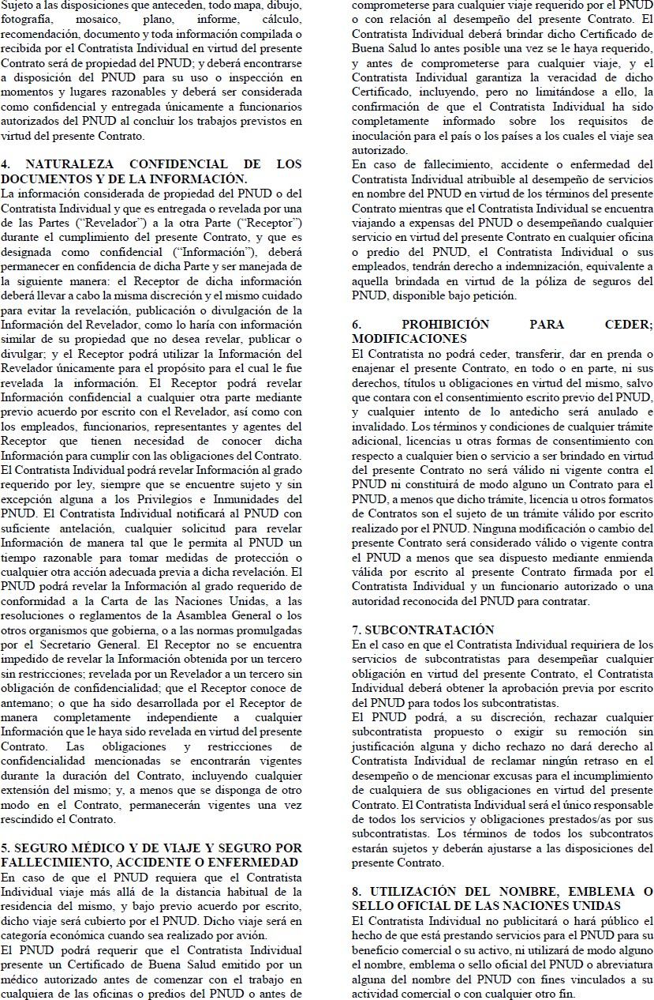 Sujeto a las disposiciones que anteceden, todo mapa, dibujo,
fotografía, mosaico, plano, informe, cálculo,
recomendación, documento y toda información compilada o
recibida por el Contratista Individual en virtud del presente
Contrato será de propiedad del PNUD; y deberá encontrarse
a disposición del PNUD para su uso o inspección en
momentos y lugares razonables y deberá ser considerada
como confidencial y entregada únicamente a funcionarios
autorizados del PNUD al concluir los trabajos previstos en
virtud del presente Contrato.
4. NATURALEZA CONFIDENCIAL DE LOS
DOCUMENTOS Y DE LA INFORMACIÓN.
La información considerada de propiedad del PNUD o del
Contratista Individual y que es entregada o revelada por una
de las Partes (“Revelador”) a la otra Parte (“Receptor”)
durante el cumplimiento del presente Contrato, y que es
designada como confidencial (“Información”), deberá
permanecer en confidencia de dicha Parte y ser manejada de
la siguiente manera: el Receptor de dicha información
deberá llevar a cabo la misma discreción y el mismo cuidado
para evitar la revelación, publicación o divulgación de la
Información del Revelador, como lo haría con información
similar de su propiedad que no desea revelar, publicar o
divulgar; y el Receptor podrá utilizar la Información del
Revelador únicamente para el propósito para el cual le fue
revelada la información. El Receptor podrá revelar
Información confidencial a cualquier otra parte mediante
previo acuerdo por escrito con el Revelador, así como con
los empleados, funcionarios, representantes y agentes del
Receptor que tienen necesidad de conocer dicha
Información para cumplir con las obligaciones del Contrato.
El Contratista Individual podrá revelar Información al grado
requerido por ley, siempre que se encuentre sujeto y sin
excepción alguna a los Privilegios e Inmunidades del
PNUD. El Contratista Individual notificará al PNUD con
suficiente antelación, cualquier solicitud para revelar
Información de manera tal que le permita al PNUD un
tiempo razonable para tomar medidas de protección o
cualquier otra acción adecuada previa a dicha revelación. El
PNUD podrá revelar la Información al grado requerido de
conformidad a la Carta de las Naciones Unidas, a las
resoluciones o reglamentos de la Asamblea General o los
otros organismos que gobierna, o a las normas promulgadas
por el Secretario General. El Receptor no se encuentra
impedido de revelar la Información obtenida por un tercero
sin restricciones; revelada por un Revelador a un tercero sin
obligación de confidencialidad; que el Receptor conoce de
antemano; o que ha sido desarrollada por el Receptor de
manera completamente independiente a cualquier
Información que le haya sido revelada en virtud del presente
Contrato. Las obligaciones y restricciones de
confidencialidad mencionadas se encontrarán vigentes
durante la duración del Contrato, incluyendo cualquier
extensión del mismo; y, a menos que se disponga de otro
modo en el Contrato, permanecerán vigentes una vez
rescindido el Contrato.
5. SEGURO MÉDICO Y DE VIAJE Y SEGURO POR
FALLECIMIENTO, ACCIDENTE O ENFERMEDAD
En caso de que el PNUD requiera que el Contratista
Individual viaje más allá de la distancia habitual de la
residencia del mismo, y bajo previo acuerdo por escrito,
dicho viaje será cubierto por el PNUD. Dicho viaje será en
categoría económica cuando sea realizado por avión.
El PNUD podrá requerir que el Contratista Individual
presente un Certificado de Buena Salud emitido por un
médico autorizado antes de comenzar con el trabajo en
cualquiera de las oficinas o predios del PNUD o antes de
comprometerse para cualquier viaje requerido por el PNUD
o con relación al desempeño del presente Contrato. El
Contratista Individual deberá brindar dicho Certificado de
Buena Salud lo antes posible una vez se le haya requerido,
y antes de comprometerse para cualquier viaje, y el
Contratista Individual garantiza la veracidad de dicho
Certificado, incluyendo, pero no limitándose a ello, la
confirmación de que el Contratista Individual ha sido
completamente informado sobre los requisitos de
inoculación para el país o los países a los cuales el viaje sea
autorizado.
En caso de fallecimiento, accidente o enfermedad del
Contratista Individual atribuible al desempeño de servicios
en nombre del PNUD en virtud de los términos del presente
Contrato mientras que el Contratista Individual se encuentra
viajando a expensas del PNUD o desempeñando cualquier
servicio en virtud del presente Contrato en cualquier oficina
o predio del PNUD, el Contratista Individual o sus
empleados, tendrán derecho a indemnización, equivalente a
aquella brindada en virtud de la póliza de seguros del
PNUD, disponible bajo petición.
6. PROHIBICIÓN PARA CEDER;
MODIFICACIONES
El Contratista no podrá ceder, transferir, dar en prenda o
enajenar el presente Contrato, en todo o en parte, ni sus
derechos, títulos u obligaciones en virtud del mismo, salvo
que contara con el consentimiento escrito previo del PNUD,
y cualquier intento de lo antedicho será anulado e
invalidado. Los términos y condiciones de cualquier trámite
adicional, licencias u otras formas de consentimiento con
respecto a cualquier bien o servicio a ser brindado en virtud
del presente Contrato no será válido ni vigente contra el
PNUD ni constituirá de modo alguno un Contrato para el
PNUD, a menos que dicho trámite, licencia u otros formatos
de Contratos son el sujeto de un trámite válido por escrito
realizado por el PNUD. Ninguna modificación o cambio del
presente Contrato será considerado válido o vigente contra
el PNUD a menos que sea dispuesto mediante enmienda
válida por escrito al presente Contrato firmada por el
Contratista Individual y un funcionario autorizado o una
autoridad reconocida del PNUD para contratar.
7. SUBCONTRATACIÓN
En el caso en que el Contratista Individual requiriera de los
servicios de subcontratistas para desempeñar cualquier
obligación en virtud del presente Contrato, el Contratista
Individual deberá obtener la aprobación previa por escrito
del PNUD para todos los subcontratistas.
El PNUD podrá, a su discreción, rechazar cualquier
subcontratista propuesto o exigir su remoción sin
justificación alguna y dicho rechazo no dará derecho al
Contratista Individual de reclamar ningún retraso en el
desempeño o de mencionar excusas para el incumplimiento
de cualquiera de sus obligaciones en virtud del presente
Contrato. El Contratista Individual será el único responsable
de todos los servicios y obligaciones prestados/as por sus
subcontratistas. Los términos de todos los subcontratos
estarán sujetos y deberán ajustarse a las disposiciones del
presente Contrato.
8. UTILIZACIÓN DEL NOMBRE, EMBLEMA O
SELLO OFICIAL DE LAS NACIONES UNIDAS
El Contratista Individual no publicitará o hará público el
hecho de que está prestando servicios para el PNUD para su
beneficio comercial o su activo, ni utilizará de modo alguno
el nombre, emblema o sello oficial del PNUD o abreviatura
alguna del nombre del PNUD con fines vinculados a su
actividad comercial o con cualquier otro fin.